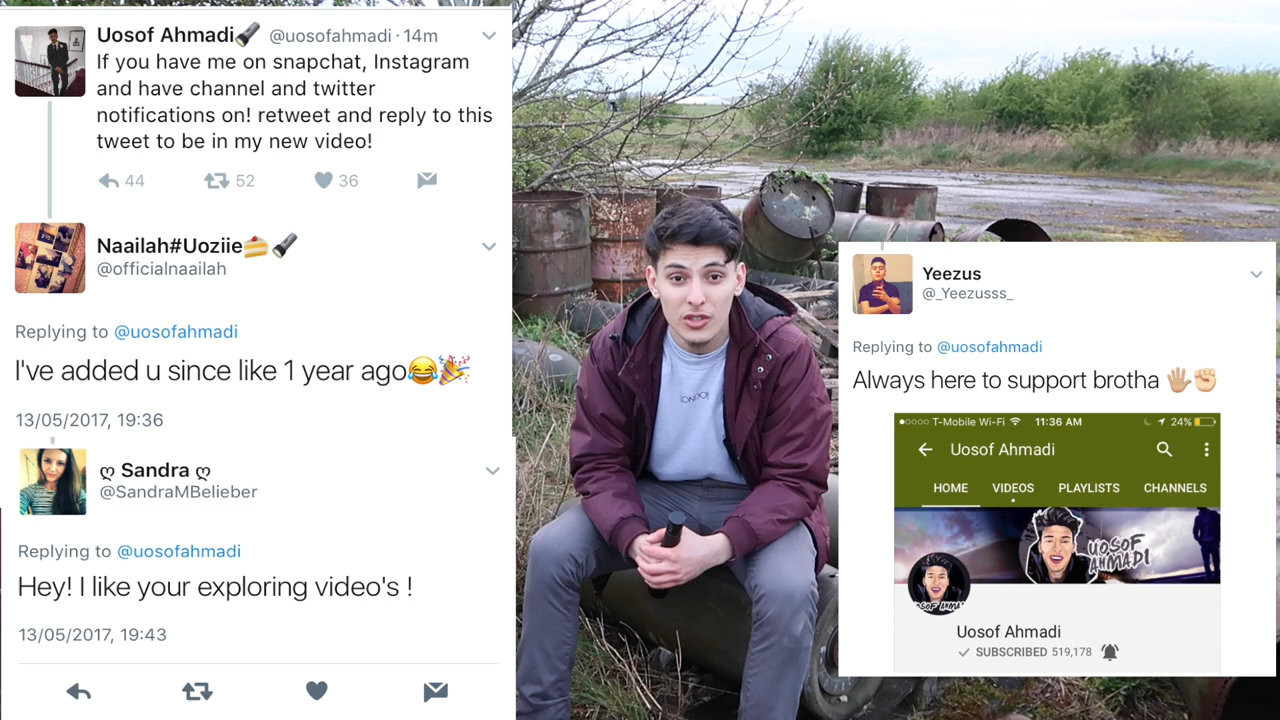 Uosof Ahmadi🔦 @uosofahmadi · 14m
If you have me on snapchat, Instagram
and have channel and twitter
notifications on! retweet and reply to this
tweet to be in my new video!
44 52 36
Naailah#Uoziie🍰🔦
@officialnaailah
Replying to @uosofahmadi
I've added u since like 1 year ago😂🎉
13/05/2017, 19:36
ღ Sandra ღ
@SandraMBelieber
Replying to @uosofahmadi
Hey! I like your exploring video's !
13/05/2017, 19:43
LONDON
Yeezus
@_Yeezusss_
Replying to @uosofahmadi
Always here to support brotha 🖐🏼✊🏼
T-Mobile Wi-Fi 11:36 AM 24%
Uosof Ahmadi
HOME VIDEOS PLAYLISTS CHANNELS
UOSOF
AHMADI
UOSOF AHMA
Uosof Ahmadi
SUBSCRIBED 519,178